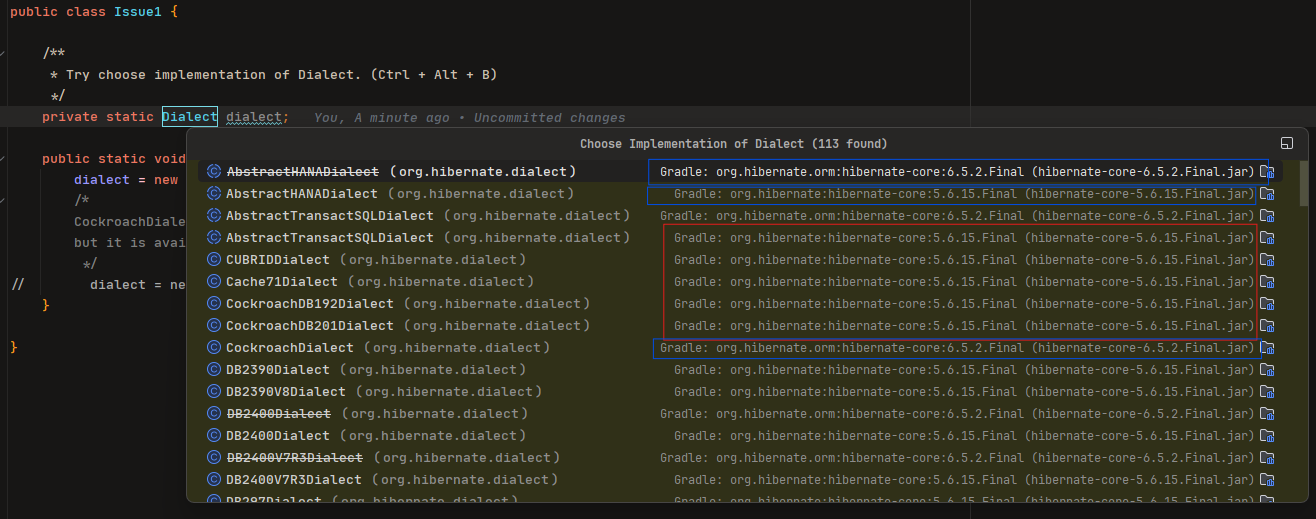 public class Issue1 {
/**
* Try choose implementation of Dialect. (Ctrl + Alt + B)
*/
private static Dialect dialect; You, A minute ago • Uncommitted changes
Choose Implementation of Dialect (113 found)
public static void
AbstractHANADialect (org.hibernate.dialect) Gradle: org.hibernate.orm:hibernate-core:6.5.2.Final (hibernate-core-6.5.2.Final.jar)
dialect = new
AbstractHANADialect (org.hibernate.dialect) Gradle: org.hibernate:hibernate-core:5.6.15.Final (hibernate-core-5.6.15.Final.jar)
/*
AbstractTransactSQLDialect (org.hibernate.dialect) Gradle: org.hibernate.orm:hibernate-core:6.5.2.Final (hibernate-core-6.5.2.Final.jar)
CockroachDiale
AbstractTransactSQLDialect (org.hibernate.dialect) Gradle: org.hibernate:hibernate-core:5.6.15.Final (hibernate-core-5.6.15.Final.jar)
but it is avai
CUBRIDDialect (org.hibernate.dialect) Gradle: org.hibernate:hibernate-core:5.6.15.Final (hibernate-core-5.6.15.Final.jar)
*/
Cache71Dialect (org.hibernate.dialect) Gradle: org.hibernate:hibernate-core:5.6.15.Final (hibernate-core-5.6.15.Final.jar)
// dialect = ne
CockroachDB192Dialect (org.hibernate.dialect) Gradle: org.hibernate:hibernate-core:5.6.15.Final (hibernate-core-5.6.15.Final.jar)
}
CockroachDB201Dialect (org.hibernate.dialect) Gradle: org.hibernate:hibernate-core:5.6.15.Final (hibernate-core-5.6.15.Final.jar)
}
CockroachDialect (org.hibernate.dialect) Gradle: org.hibernate.orm:hibernate-core:6.5.2.Final (hibernate-core-6.5.2.Final.jar)
DB2390Dialect (org.hibernate.dialect) Gradle: org.hibernate:hibernate-core:5.6.15.Final (hibernate-core-5.6.15.Final.jar)
DB2390V8Dialect (org.hibernate.dialect) Gradle: org.hibernate:hibernate-core:5.6.15.Final (hibernate-core-5.6.15.Final.jar)
DB2400Dialect (org.hibernate.dialect) Gradle: org.hibernate.orm:hibernate-core:6.5.2.Final (hibernate-core-6.5.2.Final.jar)
DB2400Dialect (org.hibernate.dialect) Gradle: org.hibernate:hibernate-core:5.6.15.Final (hibernate-core-5.6.15.Final.jar)
DB2400V7R3Dialect (org.hibernate.dialect) Gradle: org.hibernate.orm:hibernate-core:6.5.2.Final (hibernate-core-6.5.2.Final.jar)
DB2400V7R3Dialect (org.hibernate.dialect) Gradle: org.hibernate:hibernate-core:5.6.15.Final (hibernate-core-5.6.15.Final.jar)
DB297Dialect (org.hibernate.dialect) Gradle: org.hibernate:hibernate-core:5.6.15.Final (hibernate-core-5.6.15.Final.jar)